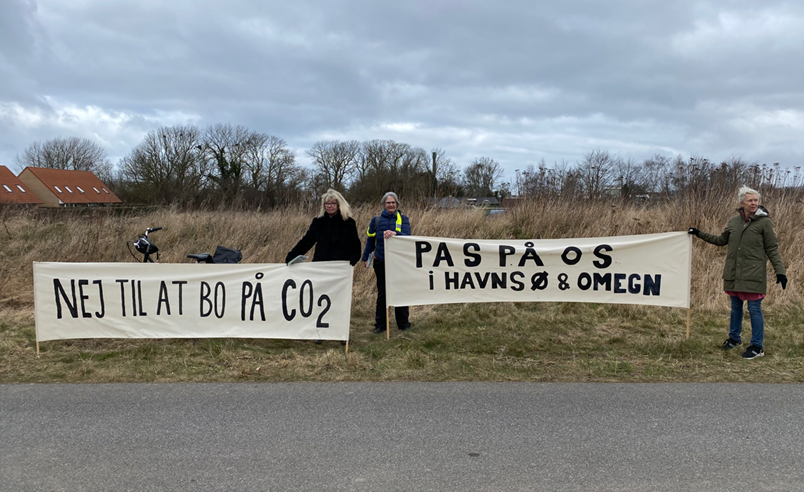 NEJ TIL AT BO PÅ CO2
PAS PÅ OS
i HAVNSØ & OMEGN